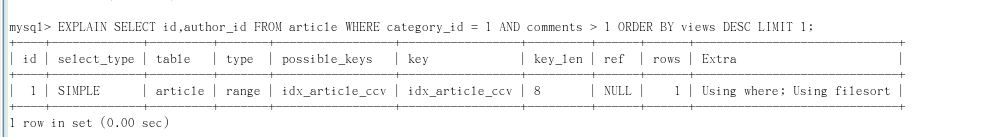 mysql> EXPLAIN SELECT id,author_id FROM article WHERE category_id = 1 AND comments > 1 ORDER BY views DESC LIMIT 1;
+----+-------------+---------+-------+-----------------+-----------------+---------+------+------+-----------------------------+
| id | select_type | table | type | possible_keys | key | key_len | ref | rows | Extra |
+----+-------------+---------+-------+-----------------+-----------------+---------+------+------+-----------------------------+
| 1 | SIMPLE | article | range | idx_article_ccv | idx_article_ccv | 8 | NULL | 1 | Using where; Using filesort |
+----+-------------+---------+-------+-----------------+-----------------+---------+------+------+-----------------------------+
1 row in set (0.00 sec)